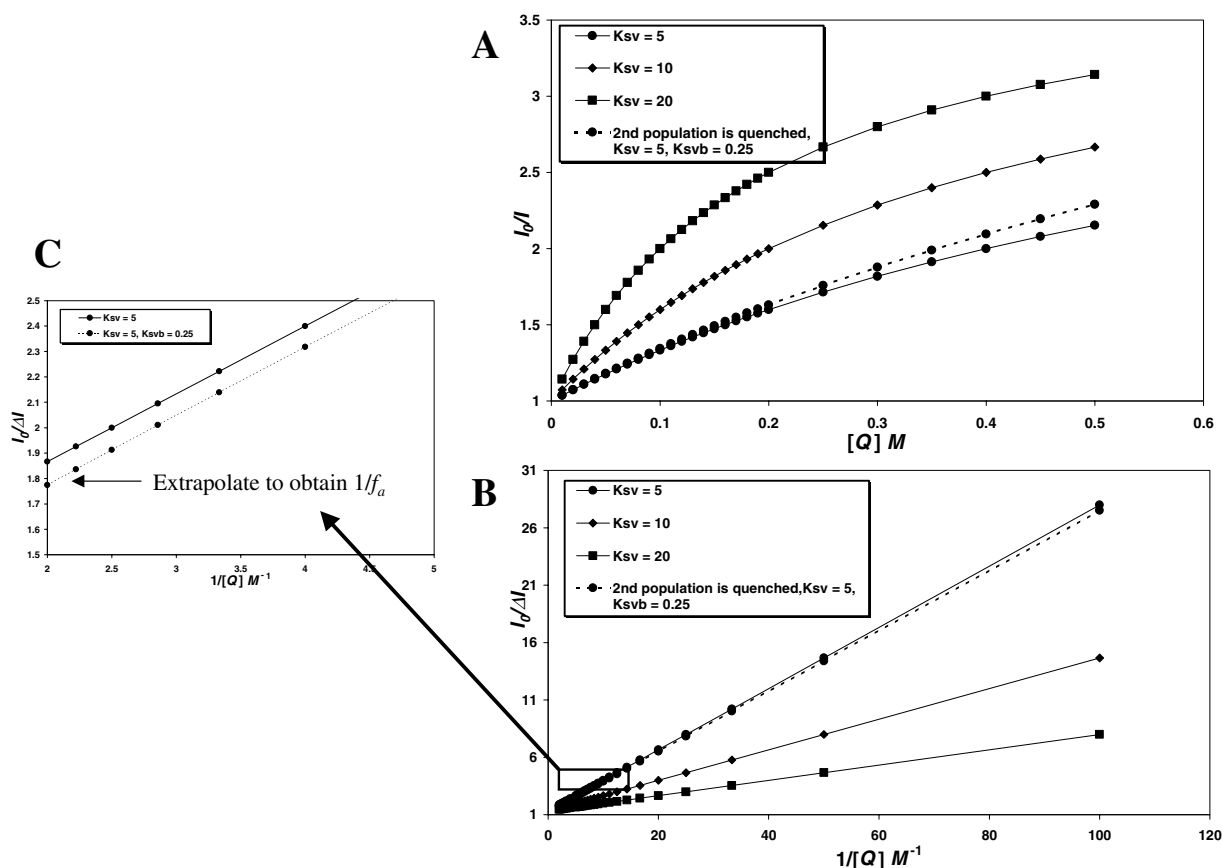 A
3.5
3
2.5
2
1.5
1
I0/I
Ksv = 5
Ksv = 10
Ksv = 20
2nd population is quenched,
Ksv = 5, Ksvb = 0.25
0
0.1
0.2
0.3
0.4
0.5
0.6
[Q] M
C
2.5
2.4
2.3
2.2
2.1
2.0
1.9
1.8
1.7
1.6
1.5
I0/ΔI
Ksv = 5
Ksv = 5, Ksvb = 0.25
Extrapolate to obtain 1/fa
2
2.5
3
3.5
4
4.5
5
1/[Q] M-1
B
31
26
21
16
11
6
1
I0/ΔI
Ksv = 5
Ksv = 10
Ksv = 20
2nd population is quenched,Ksv = 5,
Ksvb = 0.25
0
20
40
60
80
100
120
1/[Q] M-1